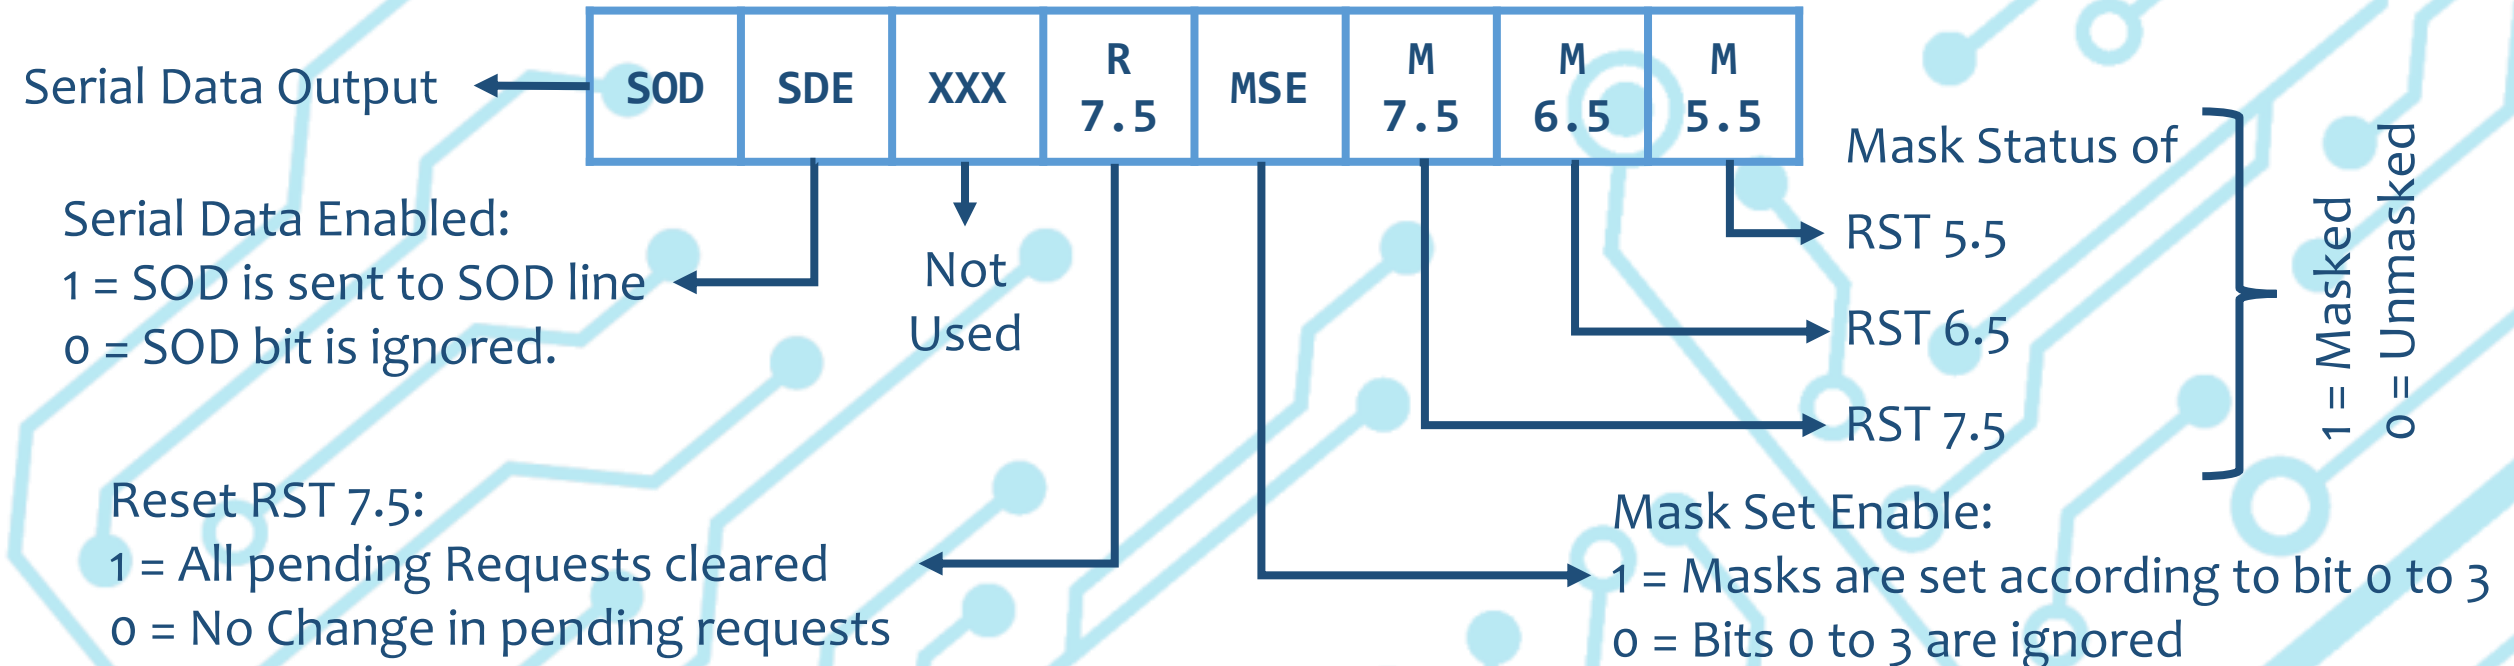 SOD SDE XXX R 7.5 MSE M 7.5 M 6.5 M 5.5
Serial Data Output
Serial Data Enabled:
1 = SOD is sent to SOD line
0 = SOD bit is ignored.
Not
Used
Reset RST 7.5:
1 = All pending Requests cleared
0 = No Change in pending requests
Mask Status of
RST 5.5
RST 6.5
RST 7.5
1 = Masked
0 = Unmasked
Mask Set Enable:
1 = Masks are set according to bit 0 to 3
0 = Bits 0 to 3 are ignored